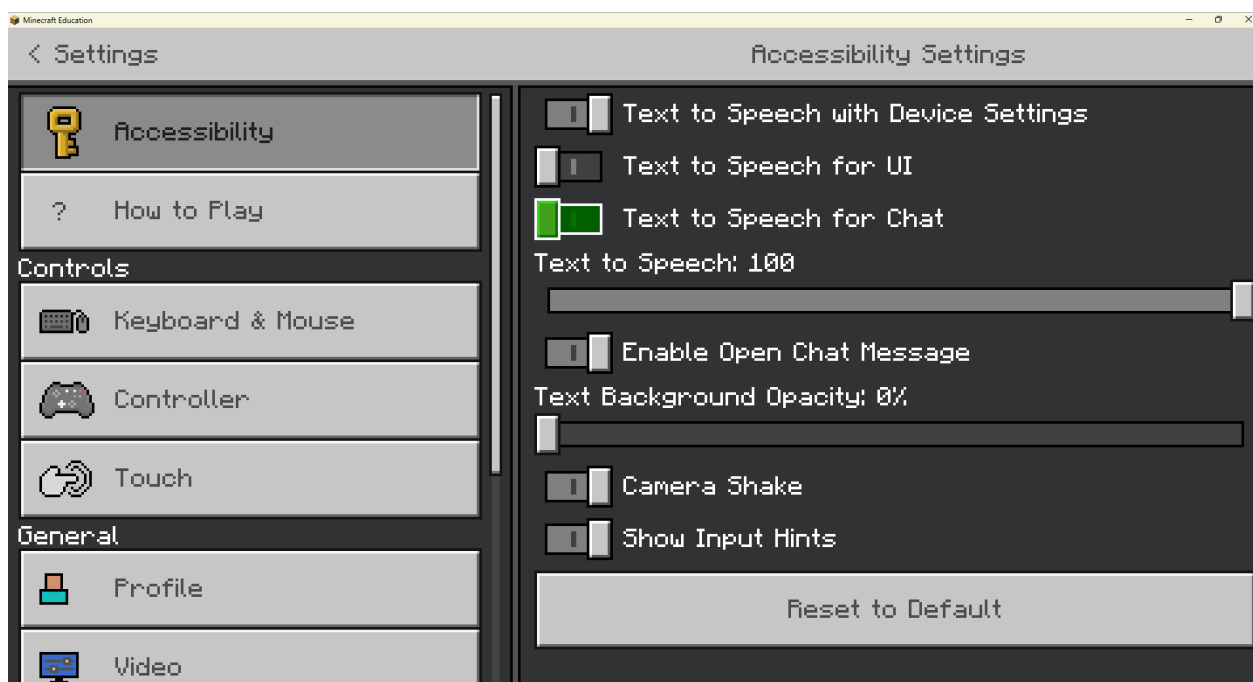 Minecraft Education
< Settings
Accessibility Settings
Accessibility
? How to Play
Controls
Keyboard & Mouse
Controller
Touch
General
Profile
Video
Text to Speech with Device Settings
Text to Speech for UI
Text to Speech for Chat
Text to Speech: 100
Enable Open Chat Message
Text Background Opacity: 0%
Camera Shake
Show Input Hints
Reset to Default